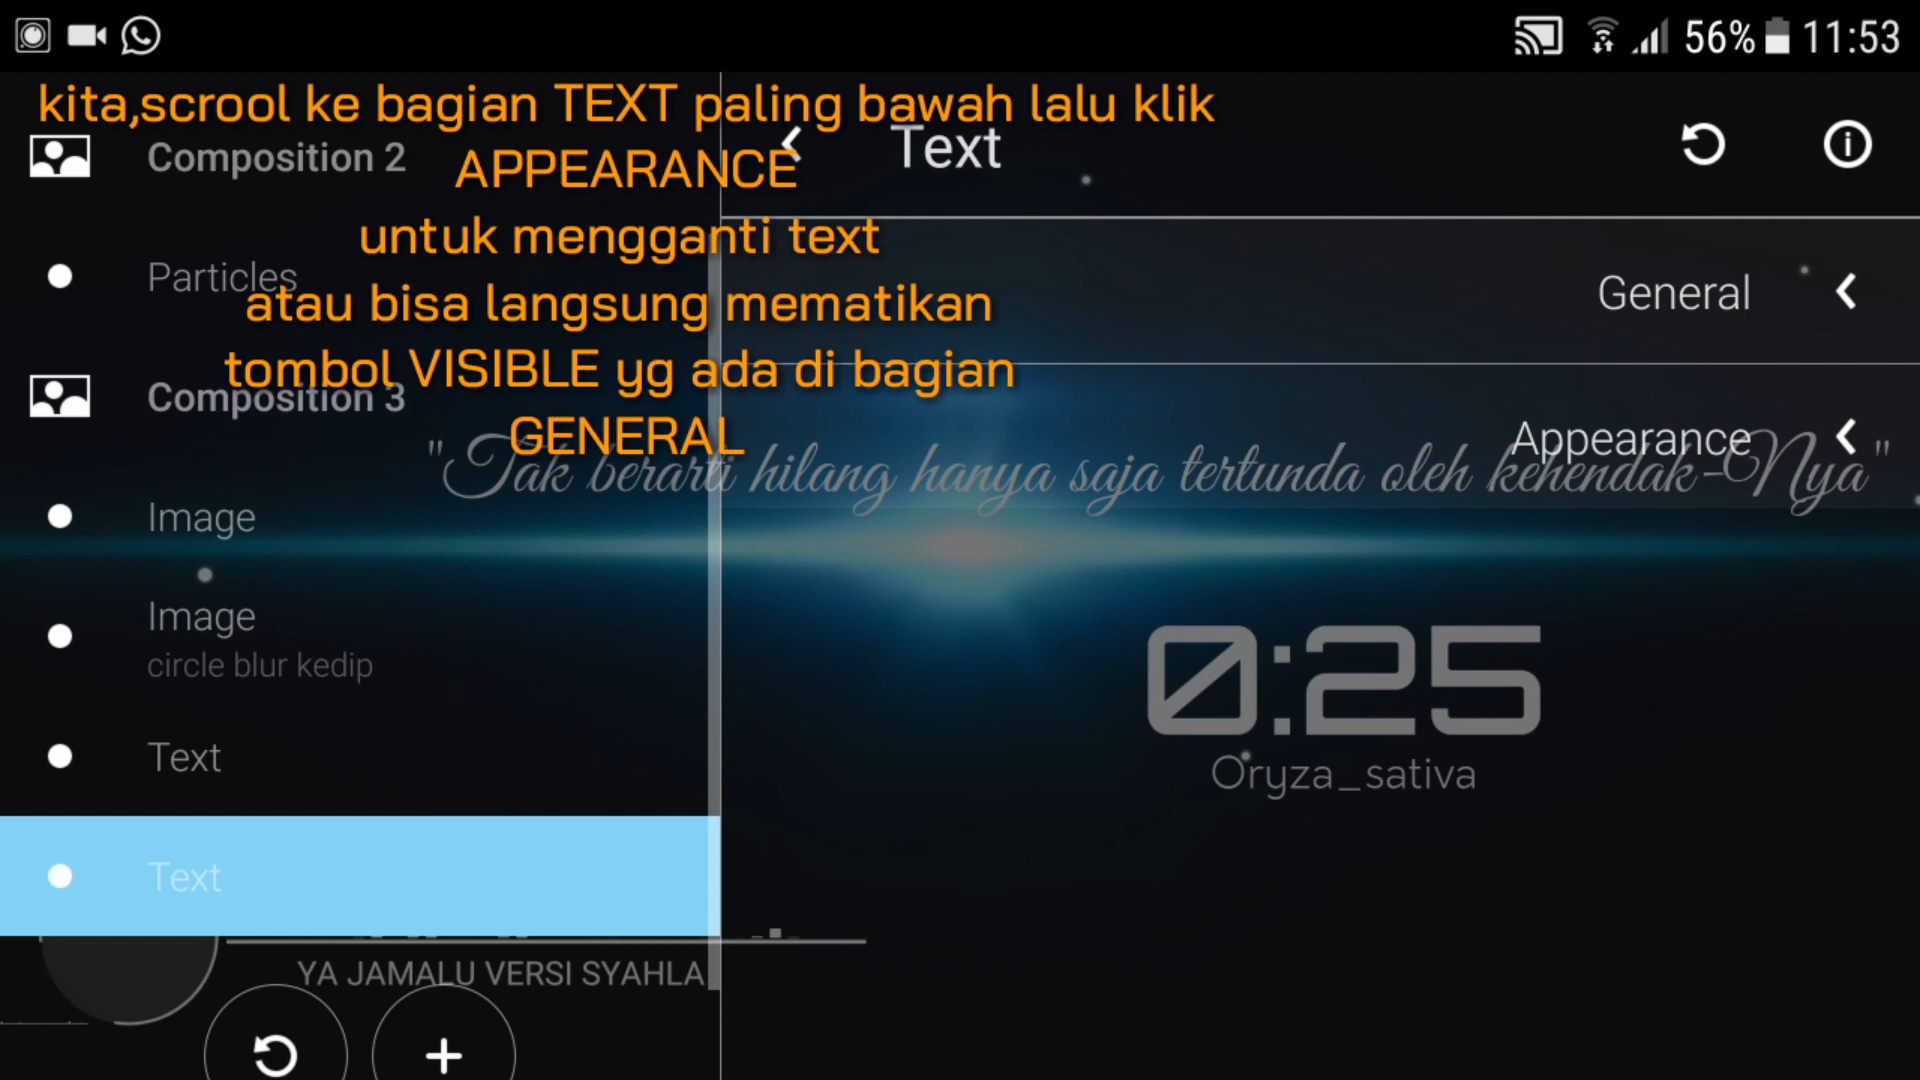 56% 11:53
kita,scrool ke bagian TEXT paling bawah lalu klik
APPEARANCE
untuk mengganti text
atau bisa langsung mematikan
tombol VISIBLE yg ada di bagian
GENERAL
Composition 2
Particles
Composition 3
Image
Image
circle blur kedip
Text
Text
YA JAMALU VERSI SYAHLA
Text
General
Appearance
"Tak berarti hilang hanya saja tertunda oleh kehendak-Nya"
0:25
Oryza_sativa